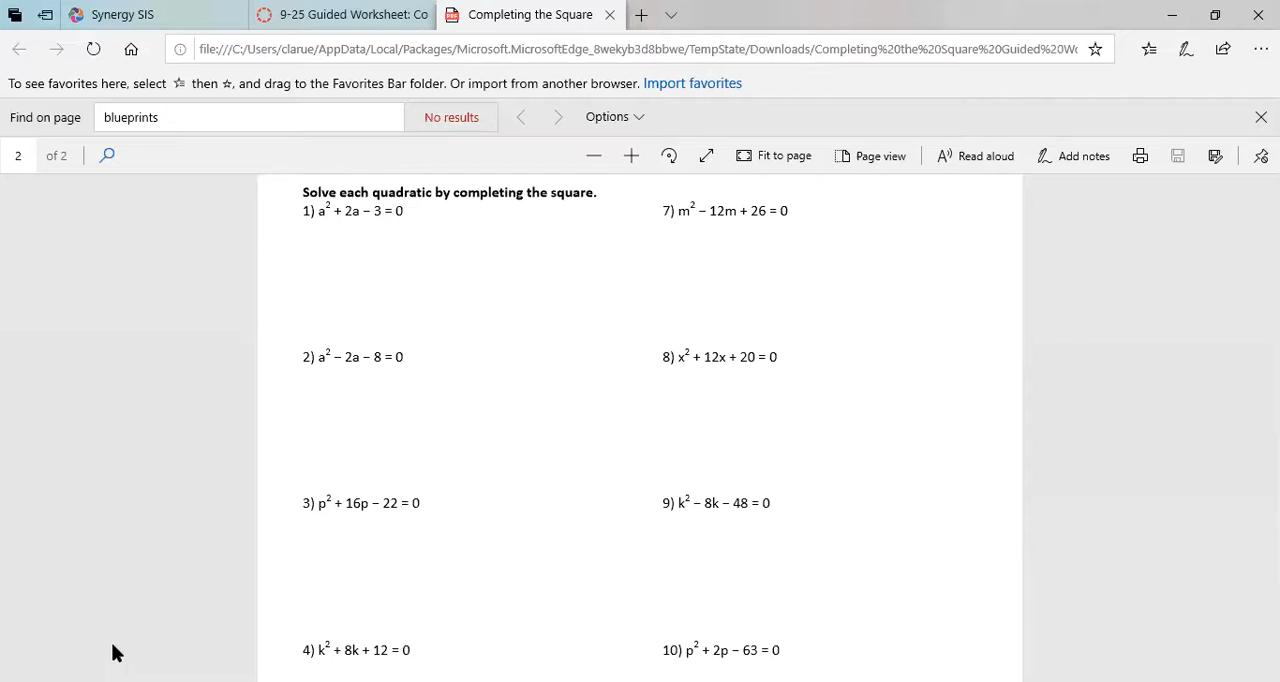 Synergy SIS
9-25 Guided Worksheet: Co
Completing the Square
file:///C:/Users/clarue/AppData/Local/Packages/Microsoft.MicrosoftEdge_8wekyb3d8bbwe/TempState/Downloads/Completing%20the%20Square%20Guided%20Wo
To see favorites here, select then ☆, and drag to the Favorites Bar folder. Or import from another browser. Import favorites
Find on page blueprints No results Options
2 of 2 Fit to page Page view Read aloud Add notes
Solve each quadratic by completing the square.
1) a² + 2a − 3 = 0
2) a² − 2a − 8 = 0
3) p² + 16p − 22 = 0
4) k² + 8k + 12 = 0
7) m² − 12m + 26 = 0
8) x² + 12x + 20 = 0
9) k² − 8k − 48 = 0
10) p² + 2p − 63 = 0